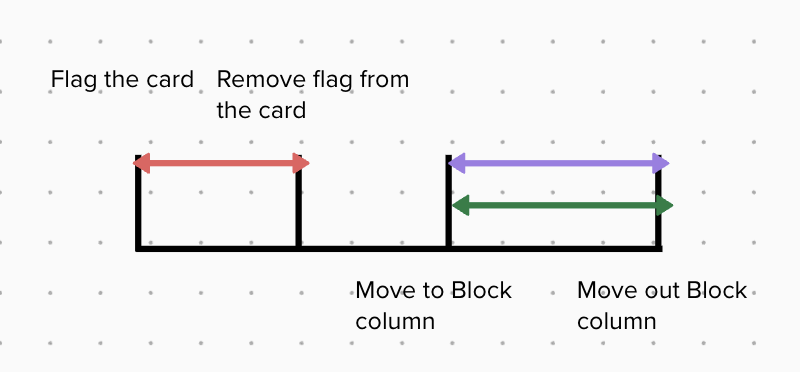 Flag the card
Remove flag from
the card
Move to Block
column
Move out Block
column